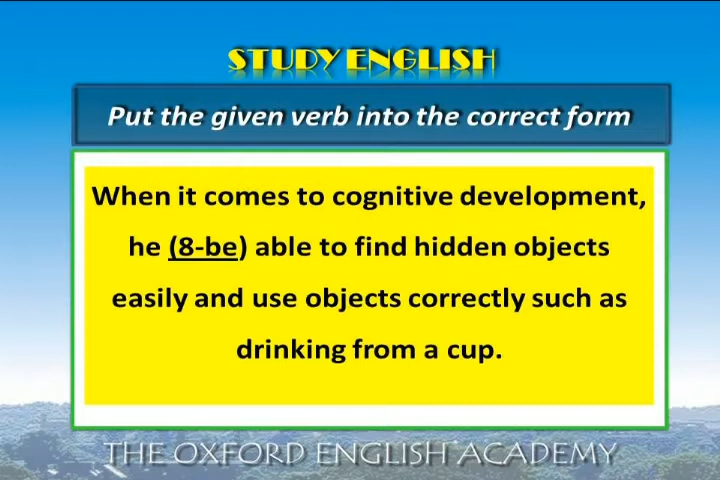 STUDY ENGLISH
Put the given verb into the correct form
When it comes to cognitive development,
he (8-be) able to find hidden objects
easily and use objects correctly such as
drinking from a cup.
THE OXFORD ENGLISH ACADEMY